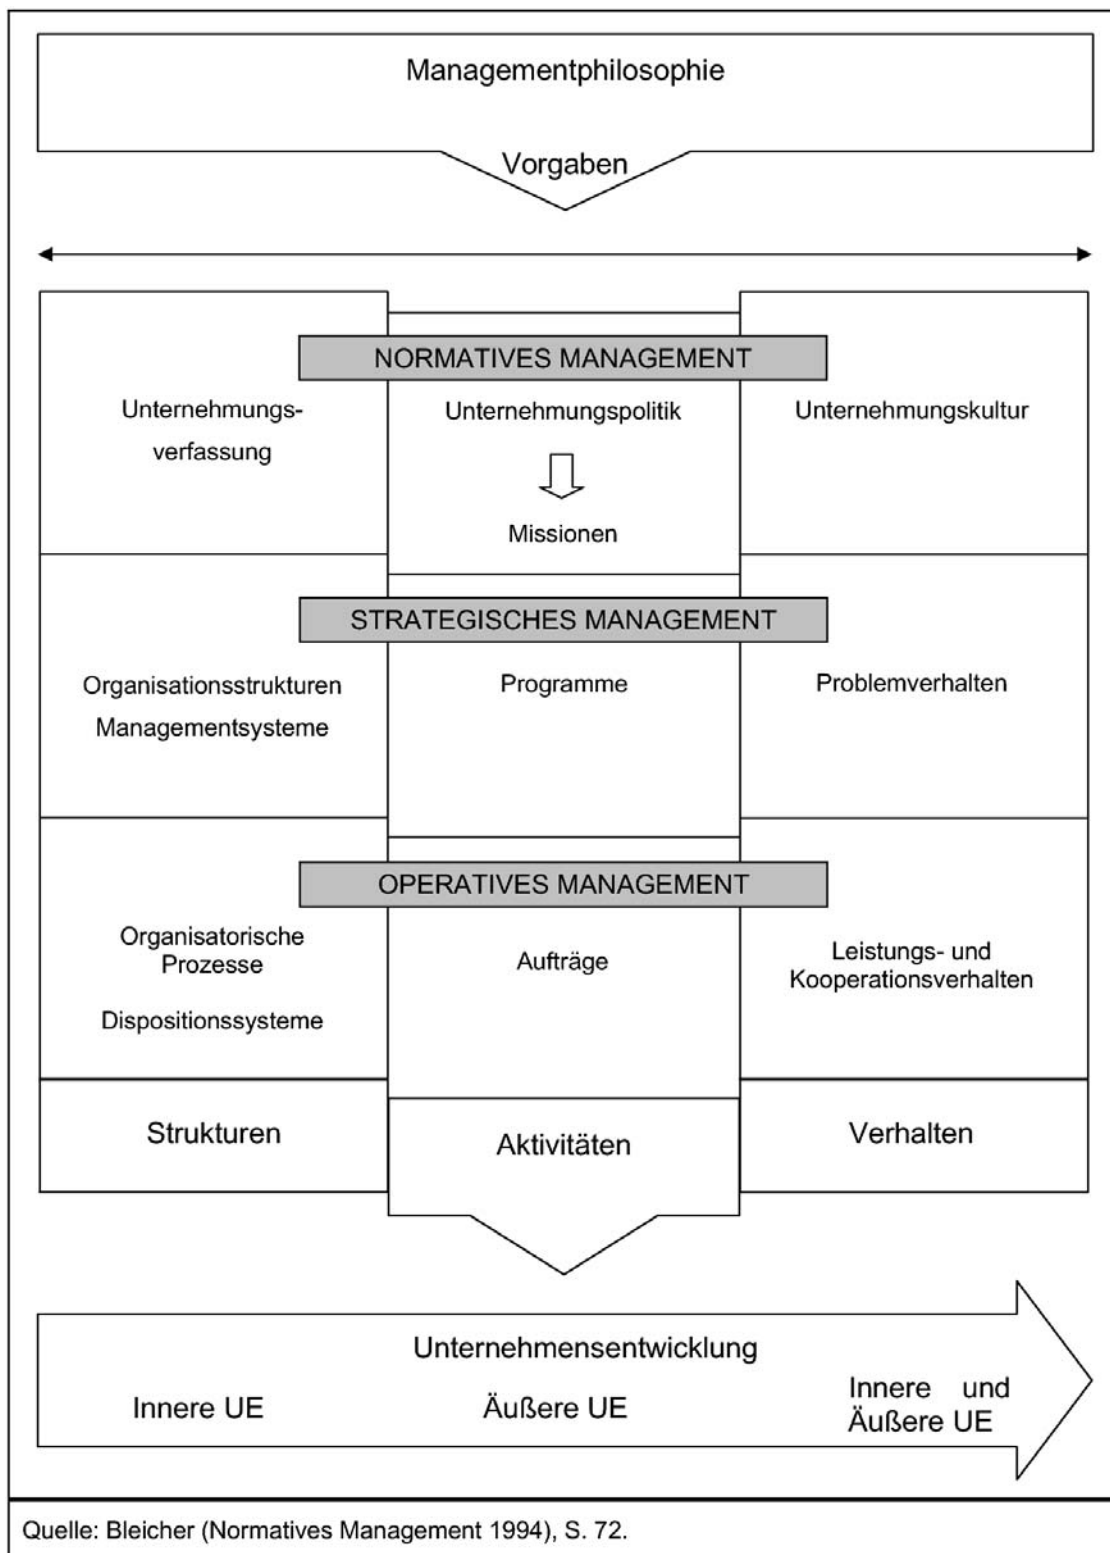 Managementphilosophie
Vorgaben
NORMATIVES MANAGEMENT
Unternehmungs-
verfassung
Unternehmungspolitik
Missionen
Unternehmungskultur
STRATEGISCHES MANAGEMENT
Organisationsstrukturen
Managementsysteme
Programme
Problemverhalten
OPERATIVES MANAGEMENT
Organisatorische
Prozesse
Dispositionssysteme
Aufträge
Leistungs- und
Kooperationsverhalten
Strukturen
Aktivitäten
Verhalten
Unternehmensentwicklung
Innere UE
Äußere UE
Innere und
Äußere UE
Quelle: Bleicher (Normatives Management 1994), S. 72.